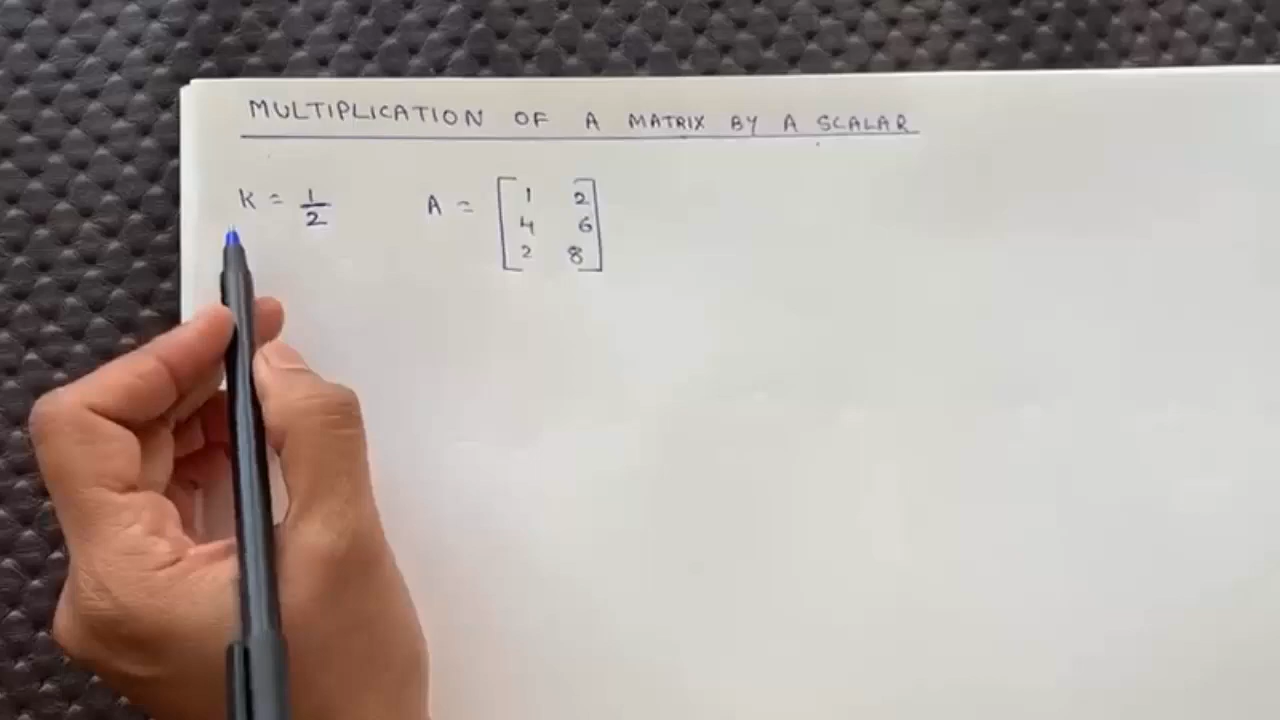 MULTIPLICATION OF A MATRIX BY A SCALAR
K = 1/2 A = [1 2
4 6
2 8]